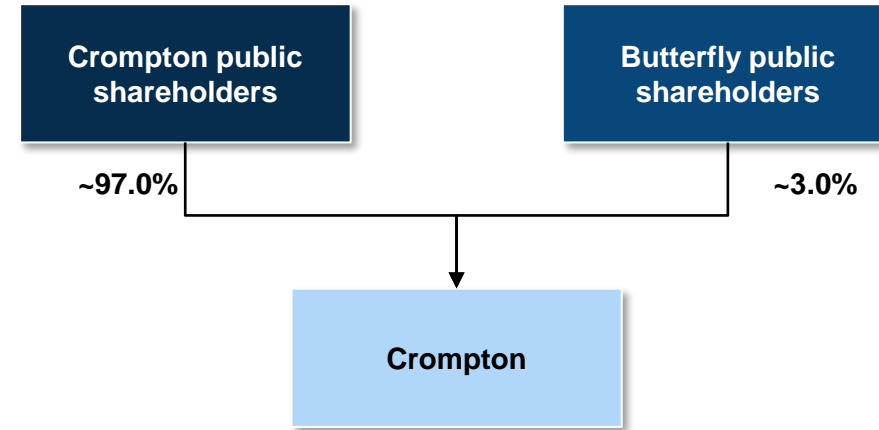 Crompton public
shareholders
Butterfly public
shareholders
~97.0%
~3.0%
Crompton